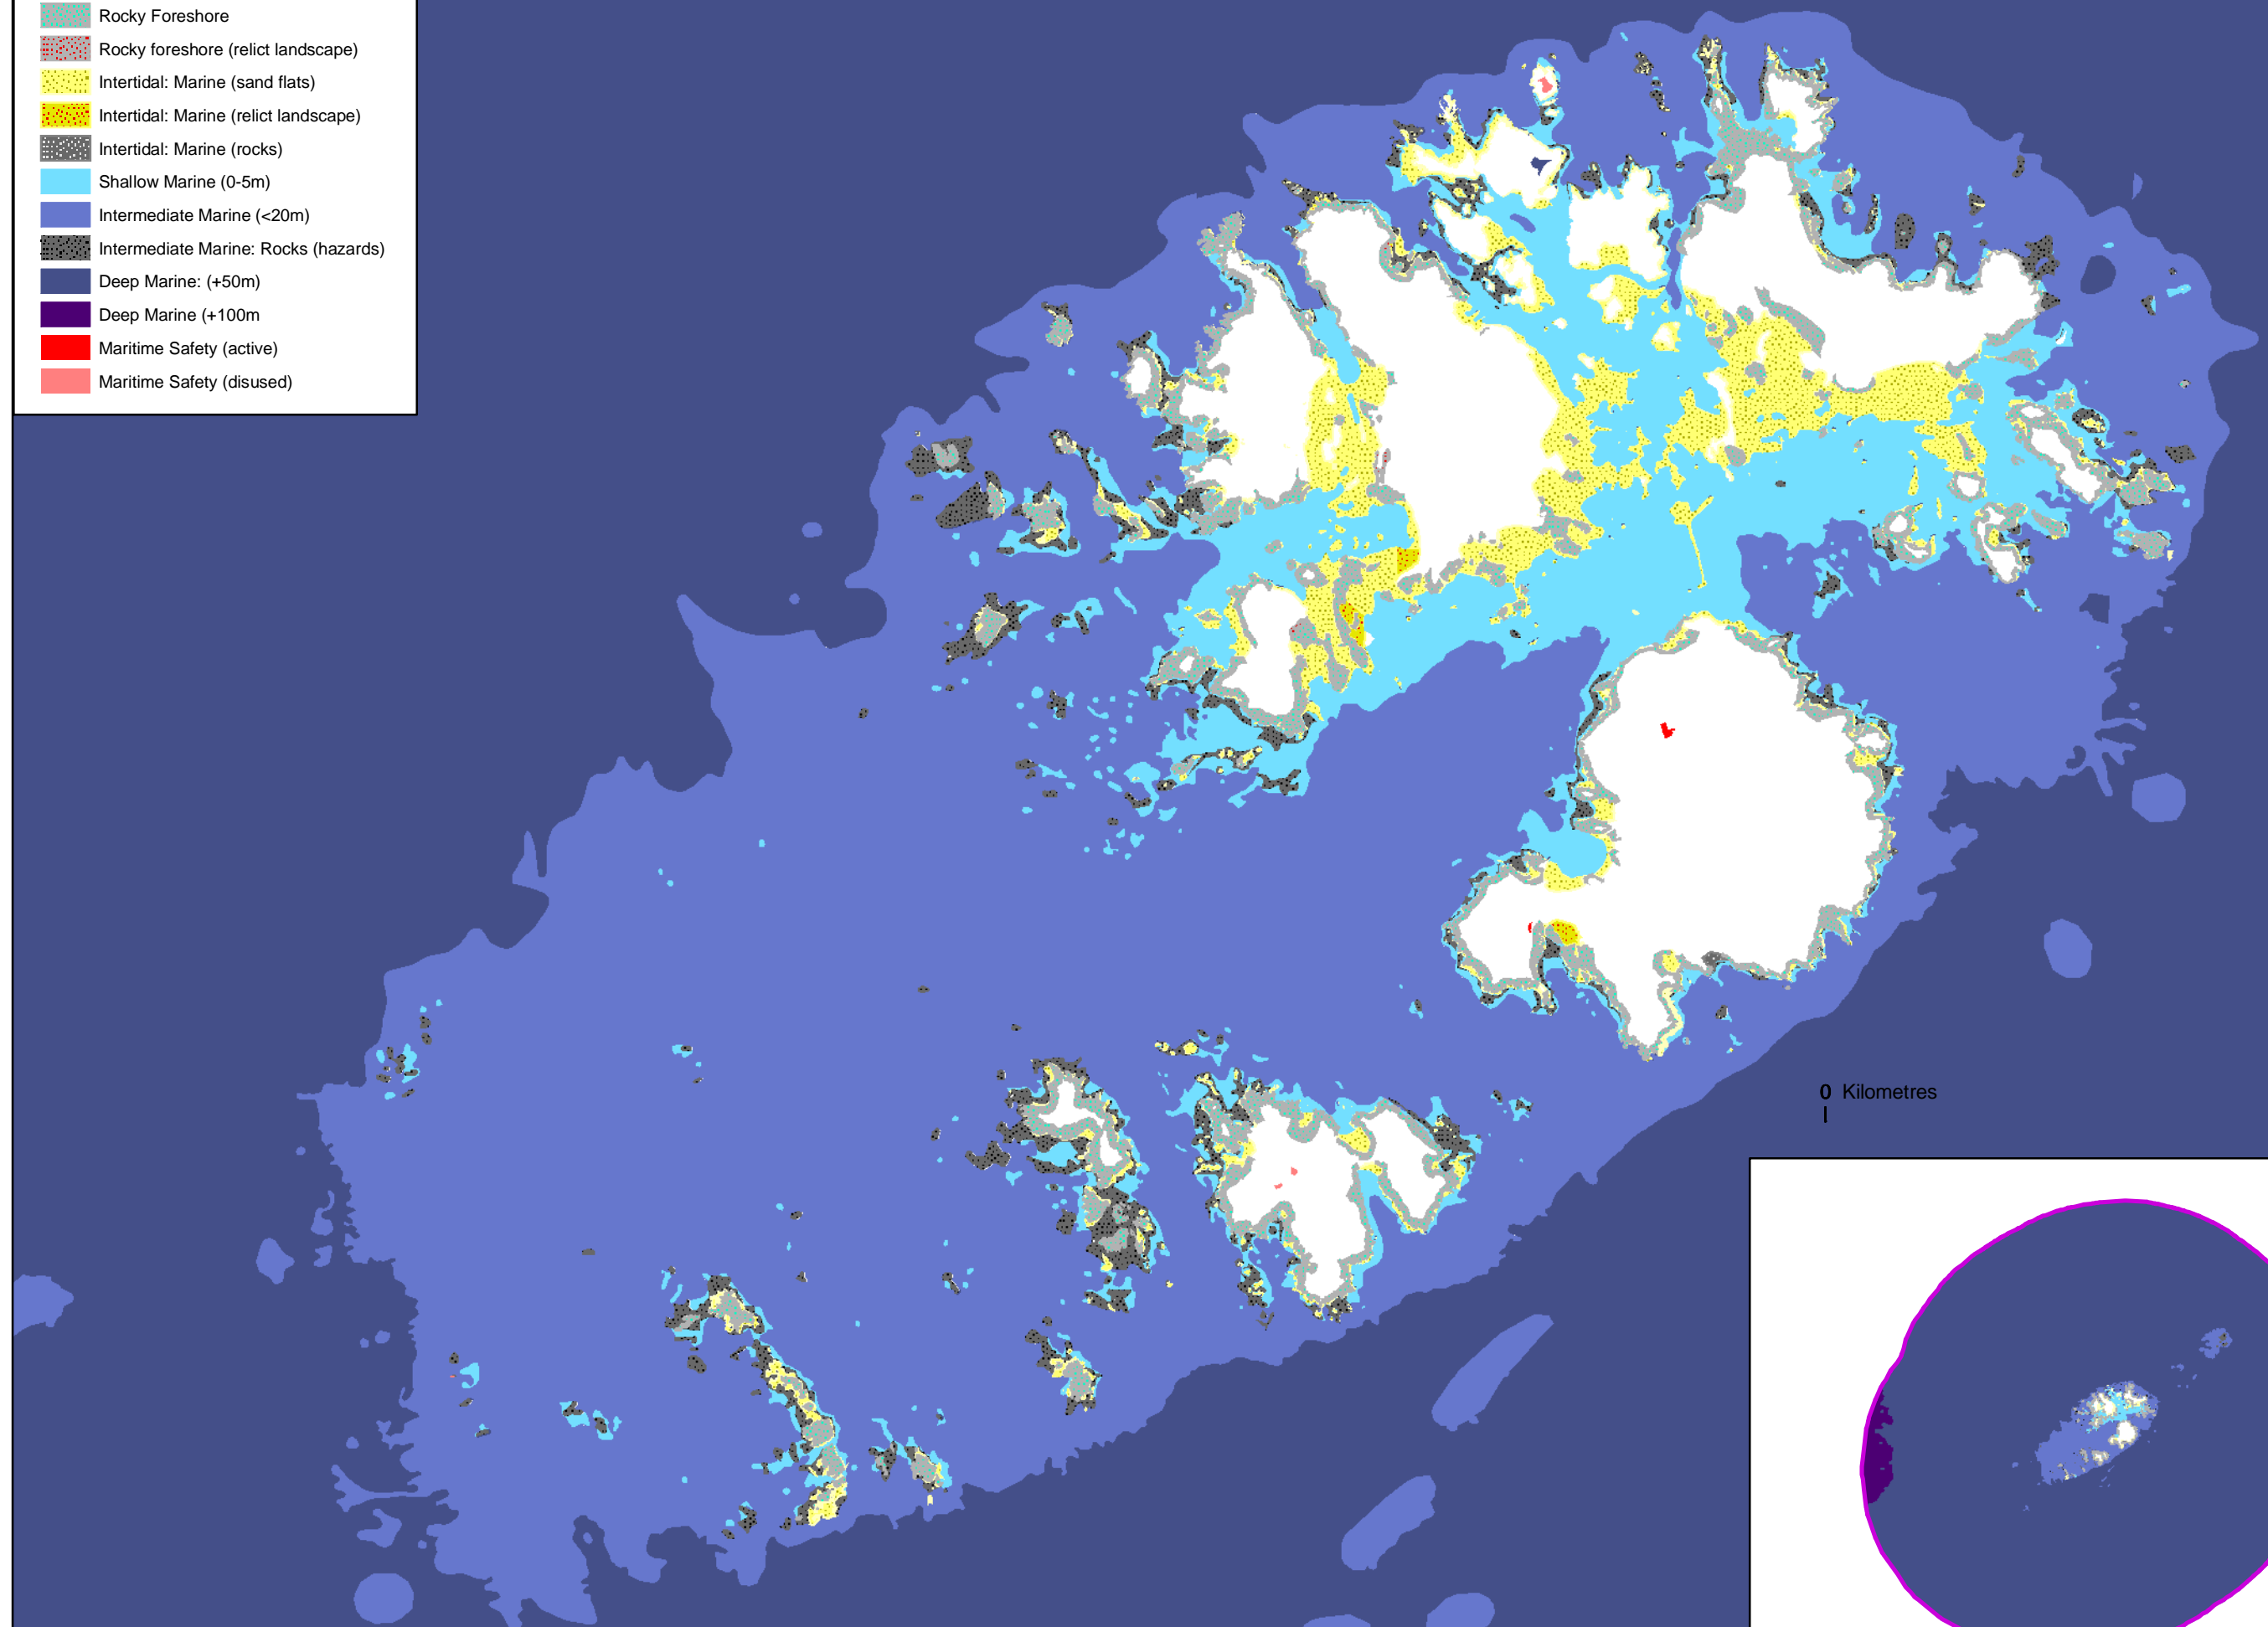 Rocky Foreshore
Rocky foreshore (relict landscape)
Intertidal: Marine (sand flats)
Intertidal: Marine (relict landscape)
Intertidal: Marine (rocks)
Shallow Marine (0-5m)
Intermediate Marine (<20m)
Intermediate Marine: Rocks (hazards)
Deep Marine: (+50m)
Deep Marine (+100m
Maritime Safety (active)
Maritime Safety (disused)
0 Kilometres